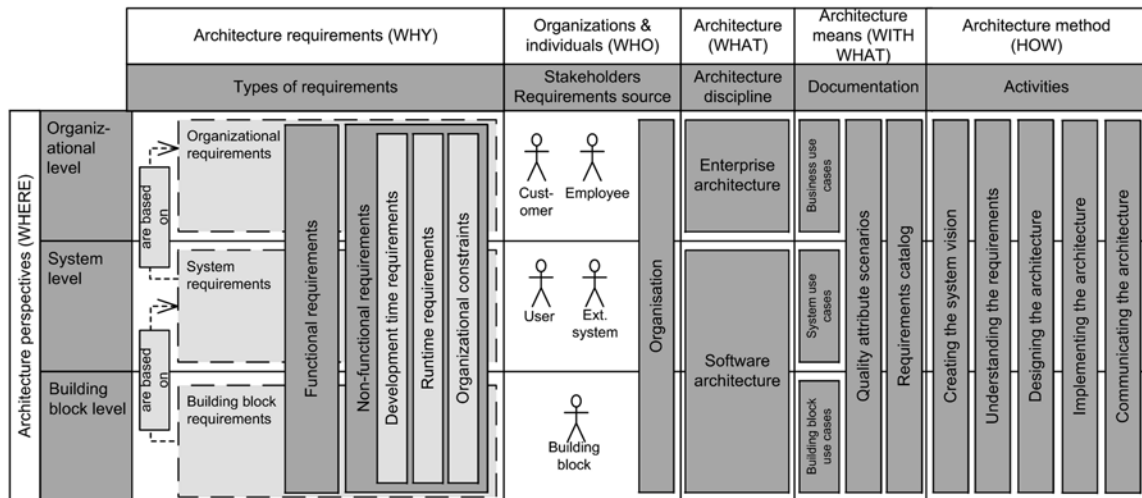 Architecture requirements (WHY)
Organizations &
individuals (WHO)
Architecture
(WHAT)
Architecture
means (WITH
WHAT)
Architecture method
(HOW)
Types of requirements
Stakeholders
Requirements source
Architecture
discipline
Documentation
Activities
Architecture perspectives (WHERE)
Organiz-
ational
level
System
level
Building
block level
are based
on
are based
on
Organizational
requirements
System
requirements
Building block
requirements
Functional requirements
Non-functional requirements
Development time requirements
Runtime requirements
Organizational constraints
Cust-
omer
Employee
User
Ext.
system
Building
block
Organisation
Enterprise
architecture
Software
architecture
Business use
cases
System use
cases
Building block
use cases
Quality attribute scenarios
Requirements catalog
Creating the system vision
Understanding the requirements
Designing the architecture
Implementing the architecture
Communicating the architecture